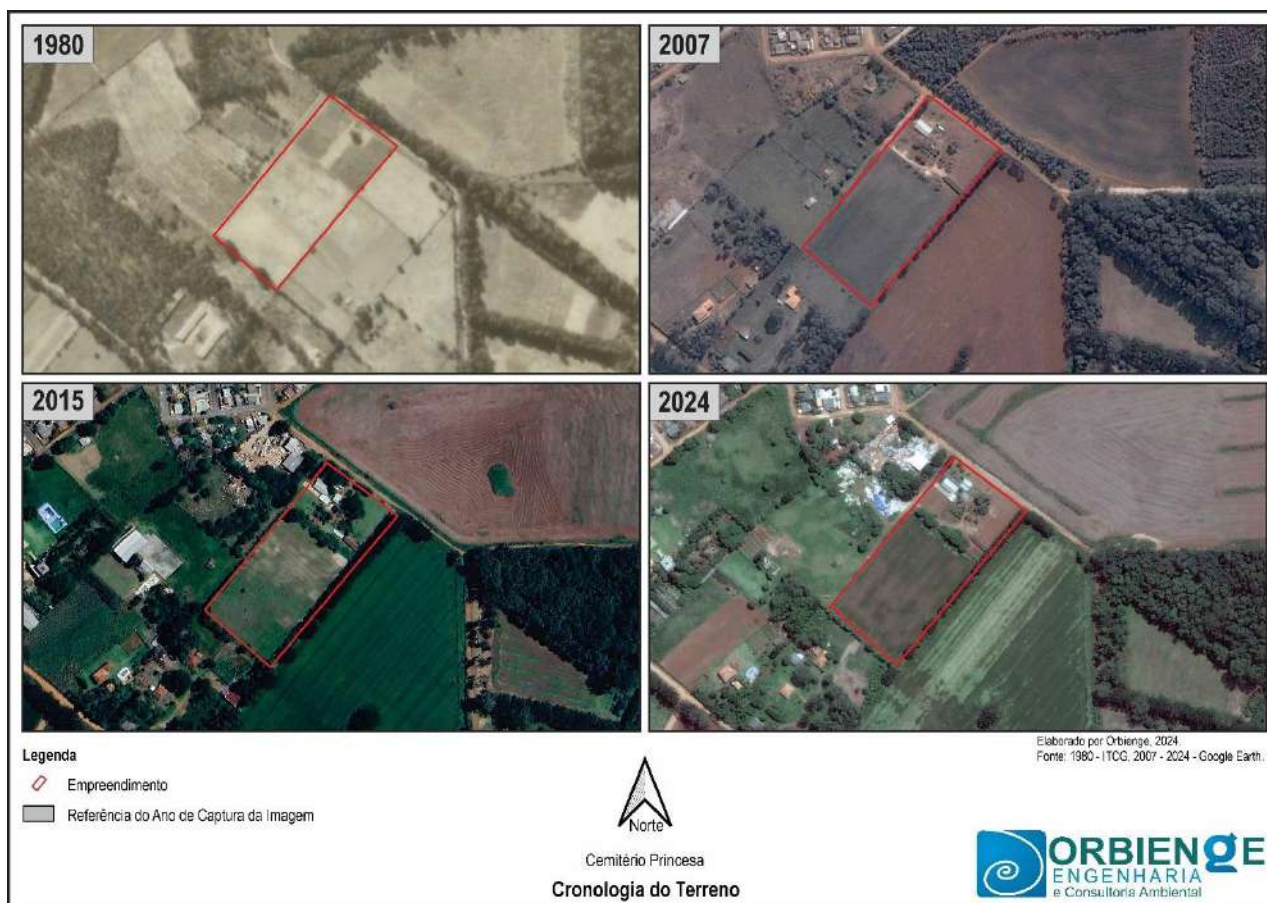 1980
2007
2015
2024
Elaborado por Orbienge, 2024.
Fonte: 1980 - ITCG, 2007 - 2024 - Google Earth.
Legenda
Empreendimento
Referência do Ano de Captura da Imagem
Norte
Cemitério Princesa
Cronologia do Terreno
ORBIENGE
ENGENHARIA
e Consultoria Ambiental